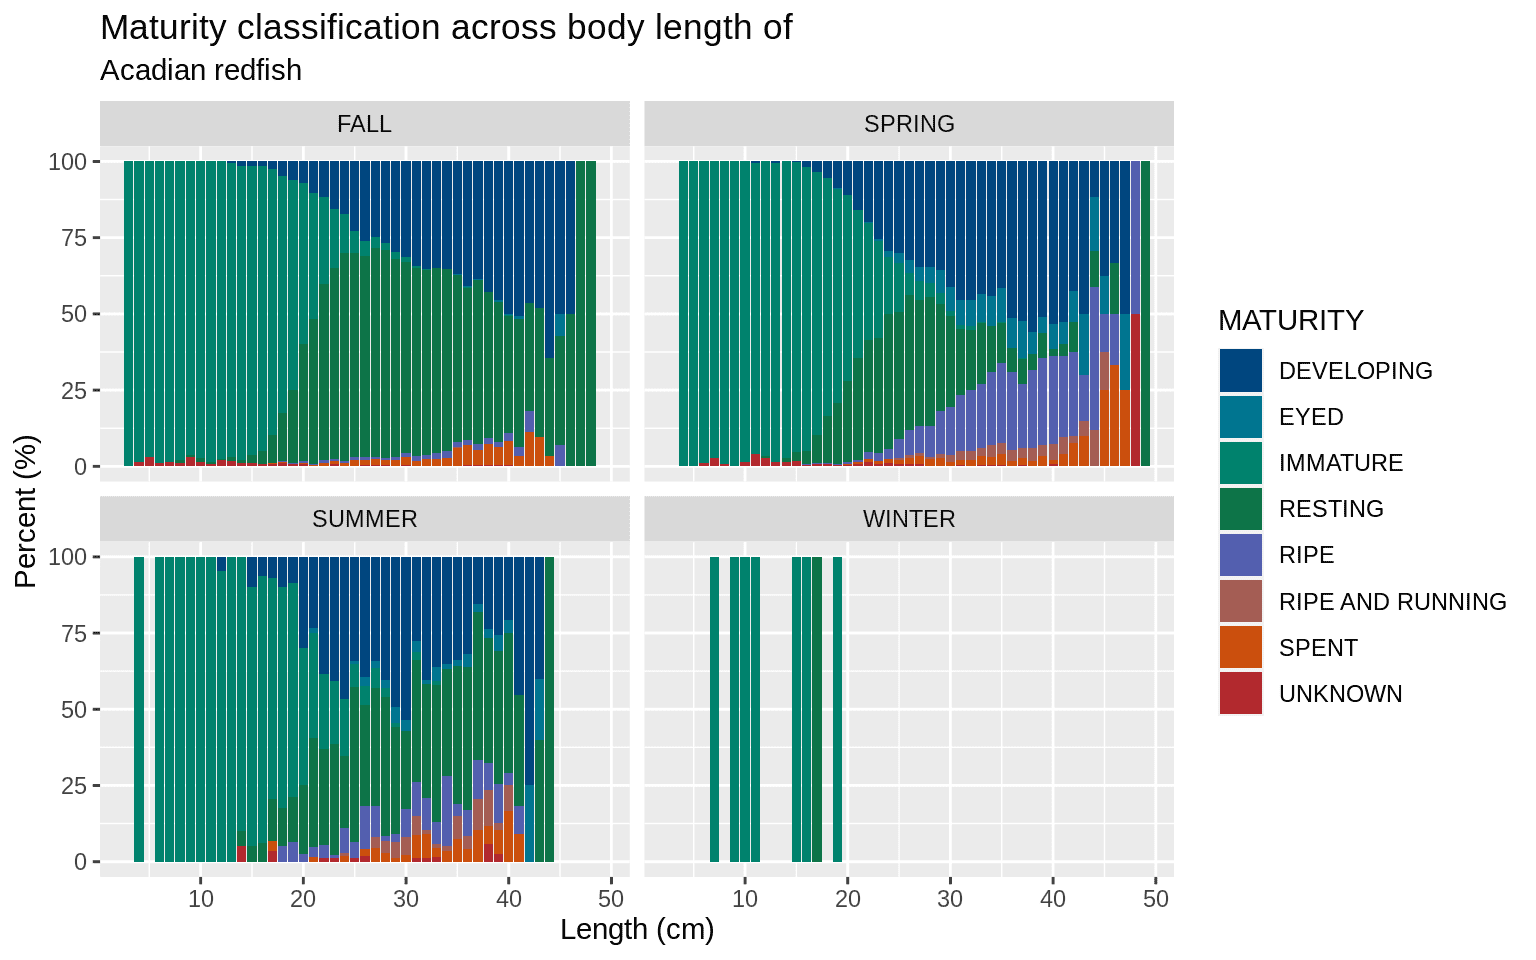 Maturity classification across body length of
Acadian redfish
FALL
SPRING
100
75
50
25
0
SUMMER
WINTER
100
75
50
25
0
10 20 30 40 50
10 20 30 40 50
Length (cm)
Percent (%)
MATURITY
DEVELOPING
EYED
IMMATURE
RESTING
RIPE
RIPE AND RUNNING
SPENT
UNKNOWN